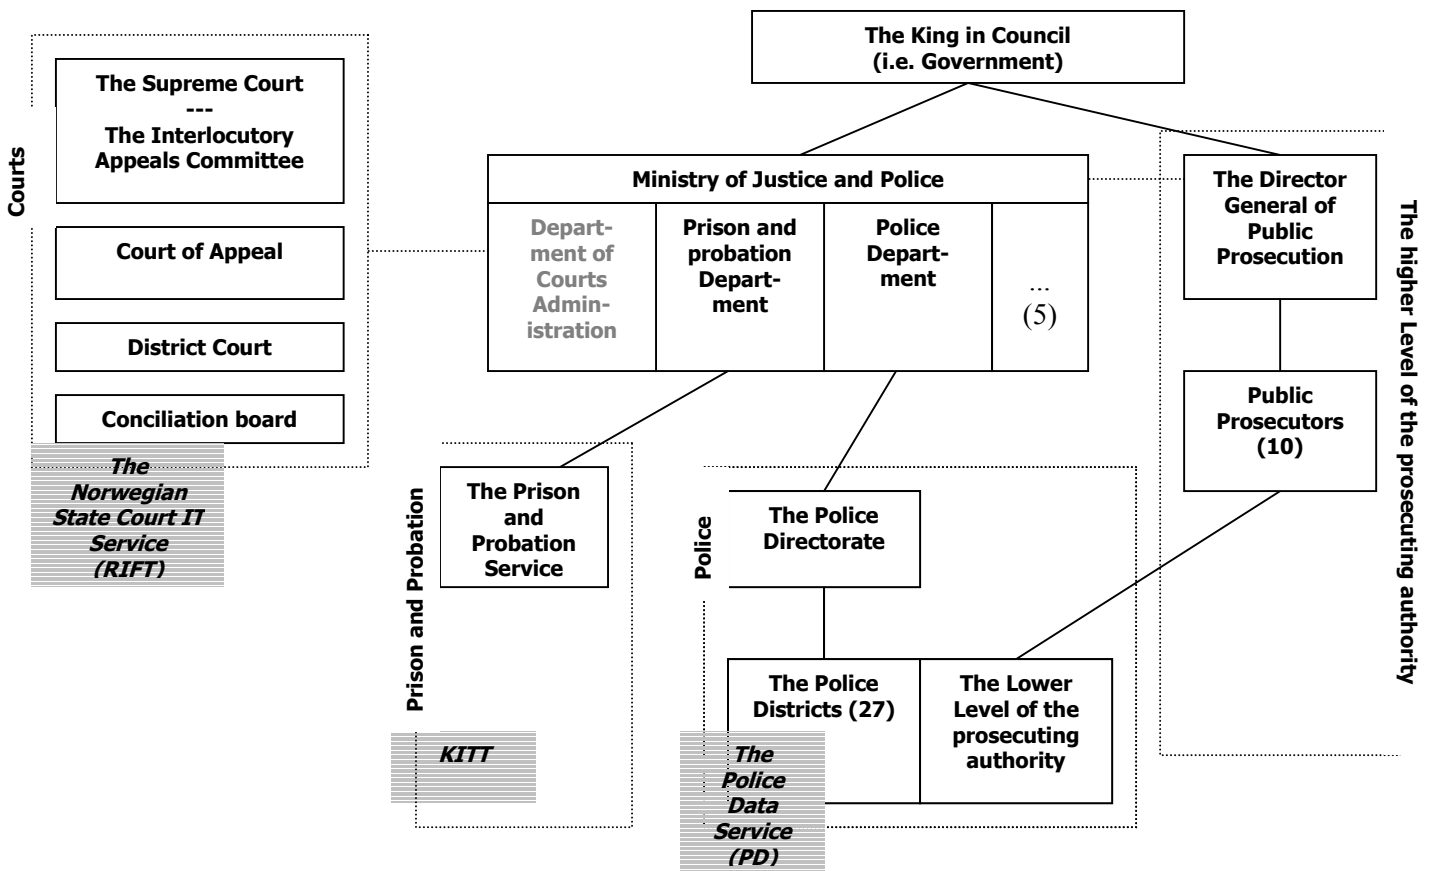 The King in Council
(i.e. Government)
Courts
The Supreme Court
---
The Interlocutory
Appeals Committee
Court of Appeal
District Court
Conciliation board
The
Norwegian
State Court IT
Service
(RIFT)
Ministry of Justice and Police
Depart-
ment of
Courts
Admin-
istration
Prison and
probation
Depart-
ment
Police
Depart-
ment
...
(5)
The Director
General of
Public
Prosecution
Public
Prosecutors
(10)
The higher Level of the prosecuting authority
Prison and Probation
The Prison
and
Probation
Service
KITT
Police
The Police
Directorate
The Police
Districts (27)
The Lower
Level of the
prosecuting
authority
The
Police
Data
Service
(PD)